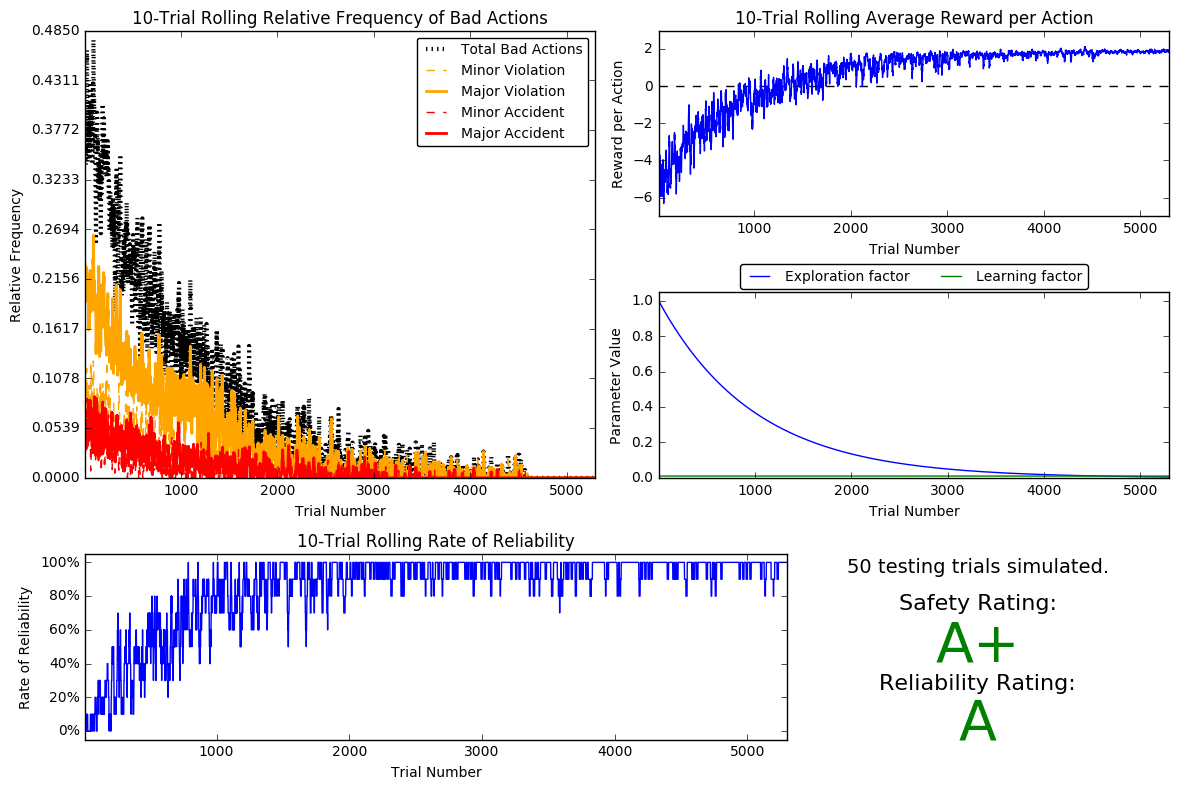 10-Trial Rolling Relative Frequency of Bad Actions
0.4850
0.4311
0.3772
0.3233
0.2694
0.2156
0.1617
0.1078
0.0539
0.0000
Relative Frequency
Total Bad Actions
Minor Violation
Major Violation
Minor Accident
Major Accident
1000 2000 3000 4000 5000
Trial Number
10-Trial Rolling Average Reward per Action
2
0
−2
−4
−6
Reward per Action
1000 2000 3000 4000 5000
Trial Number
Exploration factor Learning factor
1.0
0.8
0.6
0.4
0.2
0.0
Parameter Value
1000 2000 3000 4000 5000
Trial Number
10-Trial Rolling Rate of Reliability
100%
80%
60%
40%
20%
0%
Rate of Reliability
1000 2000 3000 4000 5000
Trial Number
50 testing trials simulated.
Safety Rating:
A+
Reliability Rating:
A